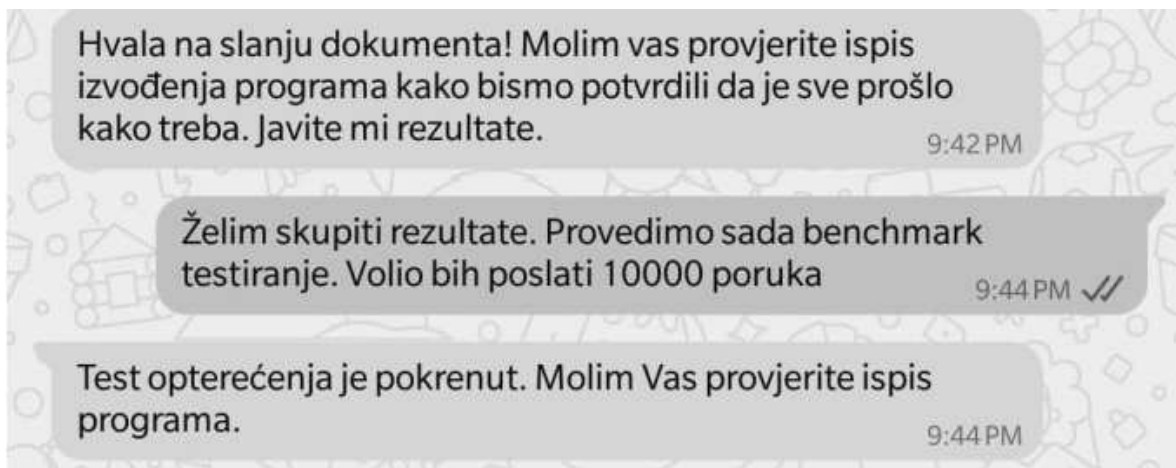 Hvala na slanju dokumenta! Molim vas provjerite ispis
izvođenja programa kako bismo potvrdili da je sve prošlo
kako treba. Javite mi rezultate.
9:42 PM
Želim skupiti rezultate. Provedimo sada benchmark
testiranje. Volio bih poslati 10000 poruka
9:44 PM
Test opterećenja je pokrenut. Molim Vas provjerite ispis
programa.
9:44 PM